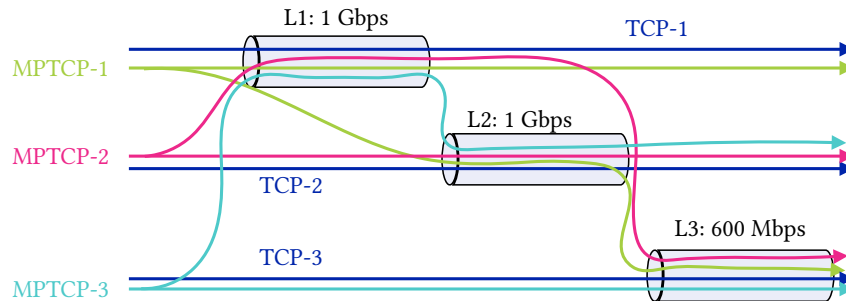 L1: 1 Gbps
TCP-1
MPTCP-1
L2: 1 Gbps
MPTCP-2
TCP-2
L3: 600 Mbps
TCP-3
MPTCP-3